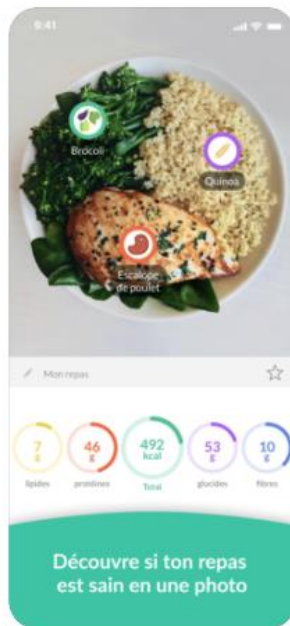 9:41
Brocoli
Quinoa
Escalope
de poulet
Mon repas
7
g
lipides
46
g
protéines
492
kcal
Total
53
g
glucides
10
g
fibres
Découvre si ton repas
est sain en une photo